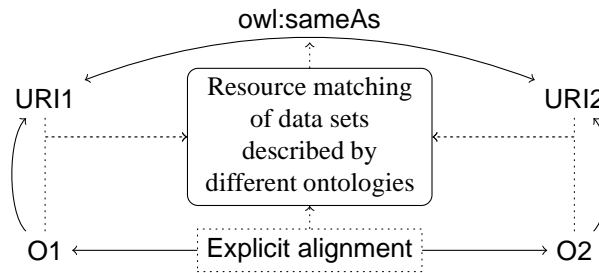 owl:sameAs
URI1
URI2
Resource matching
of data sets
described by
different ontologies
O1
Explicit alignment
O2